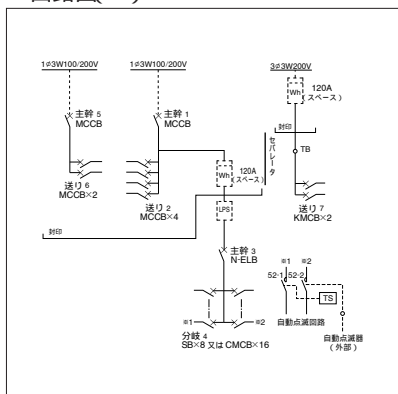 1φ3W100/200V
1φ3W100/200V
3φ3W200V
Wh
120A
(スペース)
主幹 5
MCCB
主幹 1
MCCB
封印
セパレータ
TB
Wh
120A
(スペース)
送り 6
MCCB×2
送り 2
MCCB×4
LPS
送り 7
KMCB×2
封印
主幹 3
N-ELB
※1
※2
52-1
52-2
TS
※1
※2
自動点滅回路
分岐 4
SB×8 又は CMCB×16
自動点滅器
(外部)